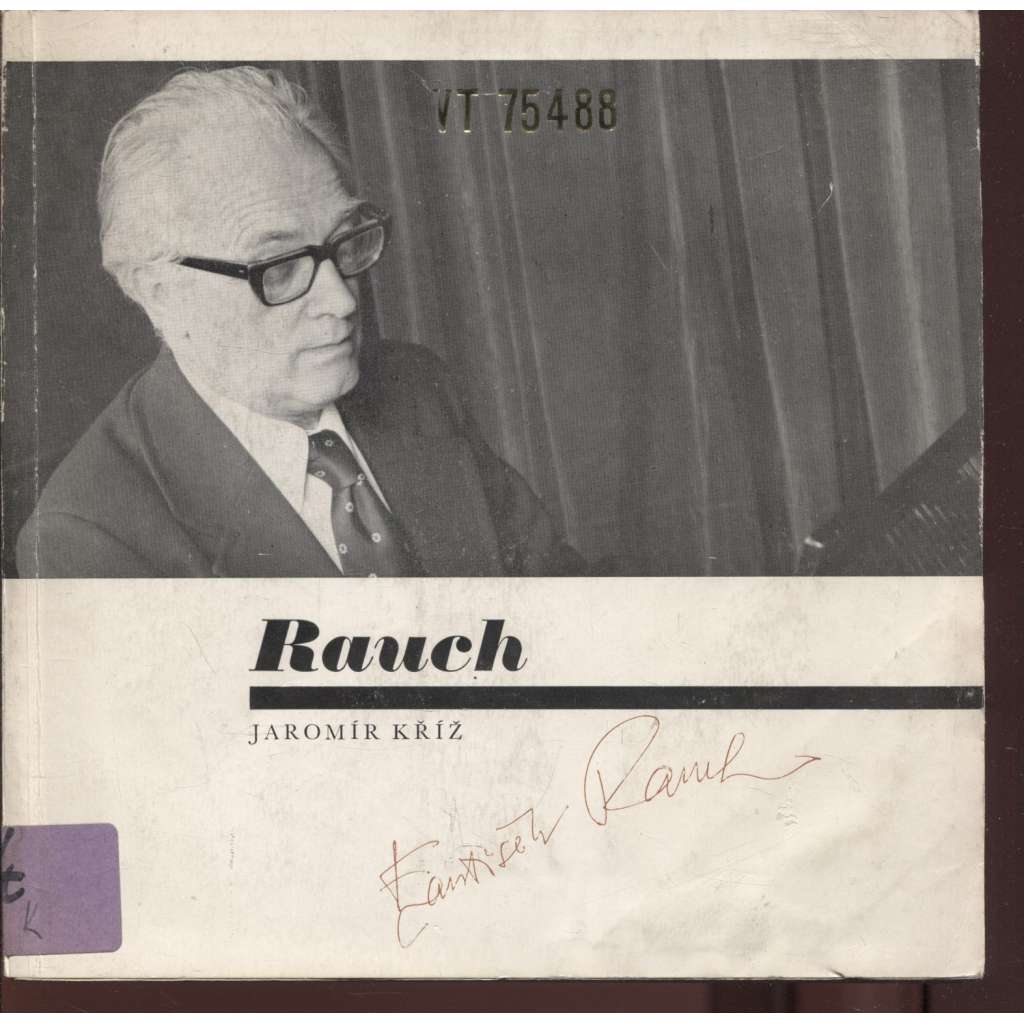 VT 75488
Rauch
JAROMÍR KŘÍŽ
František Rauch
K